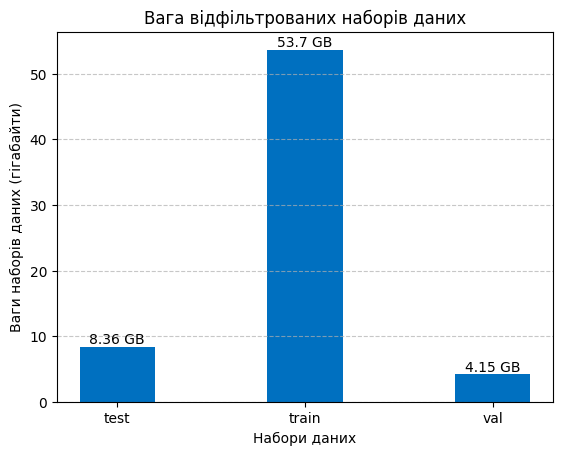 Вага відфільтрованих наборів даних
53.7 GB
8.36 GB
4.15 GB
50
40
30
20
10
0
Ваги наборів даних (гігабайти)
test train val
Набори даних